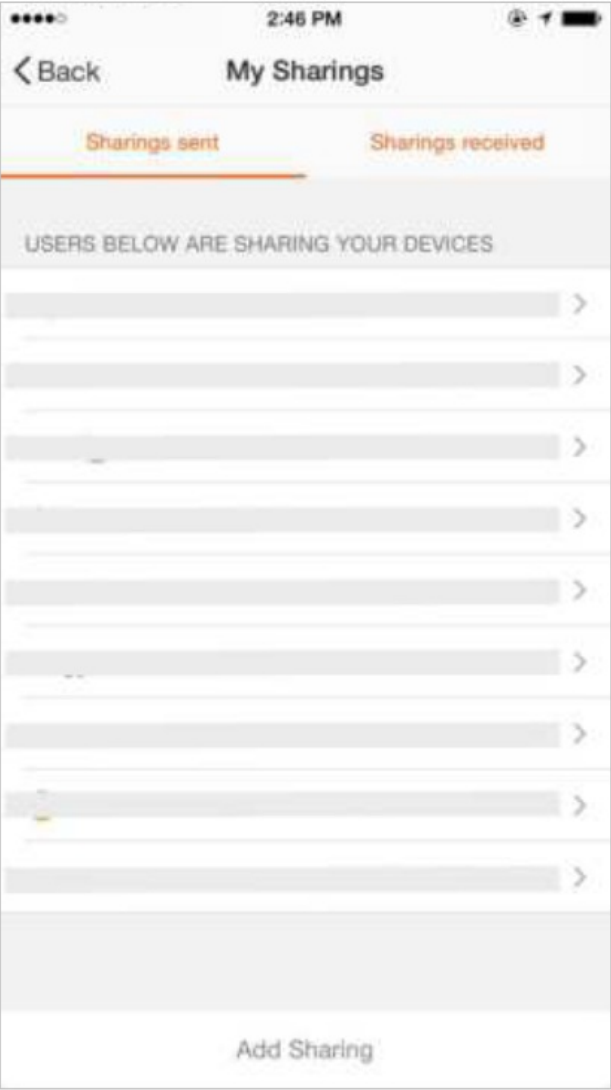 2:46 PM
Back
My Sharings
Sharings sent
Sharings received
USERS BELOW ARE SHARING YOUR DEVICES
Add Sharing